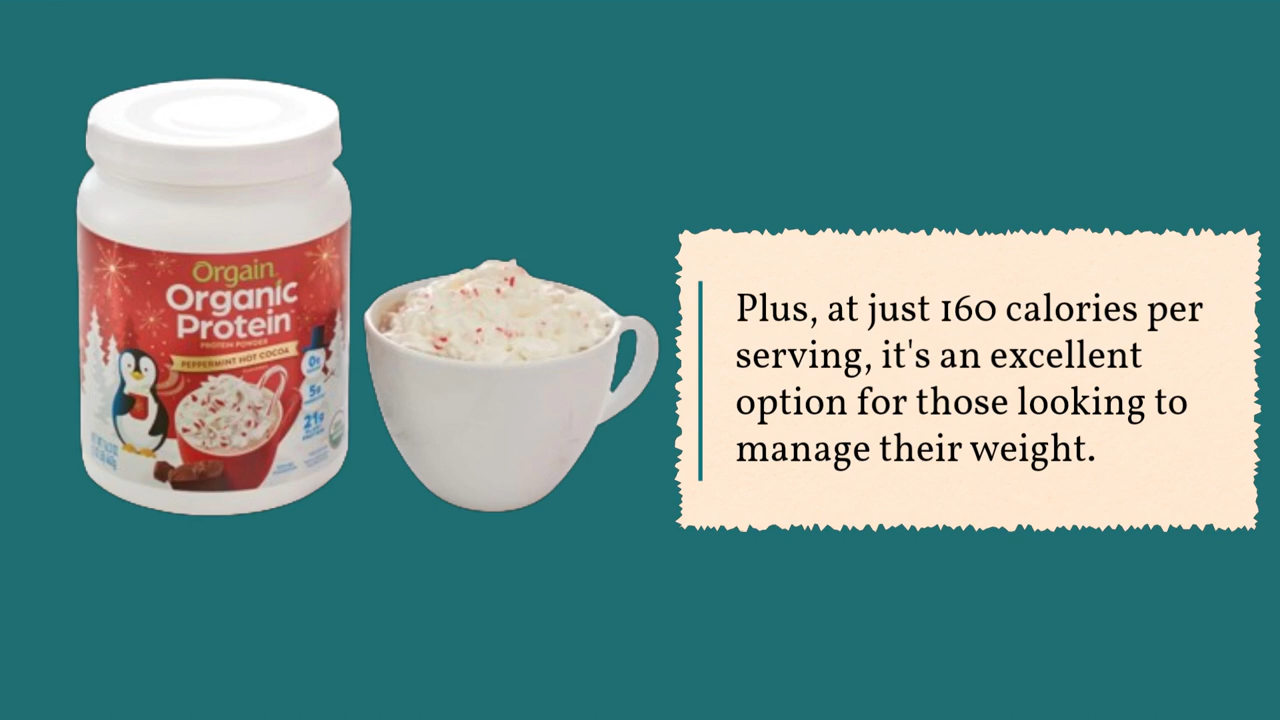 Orgain
Organic
Protein
PROTEIN POWDER
PEPPERMINT HOT COCOA
0g
5g
21g
Plus, at just 160 calories per
serving, it's an excellent
option for those looking to
manage their weight.